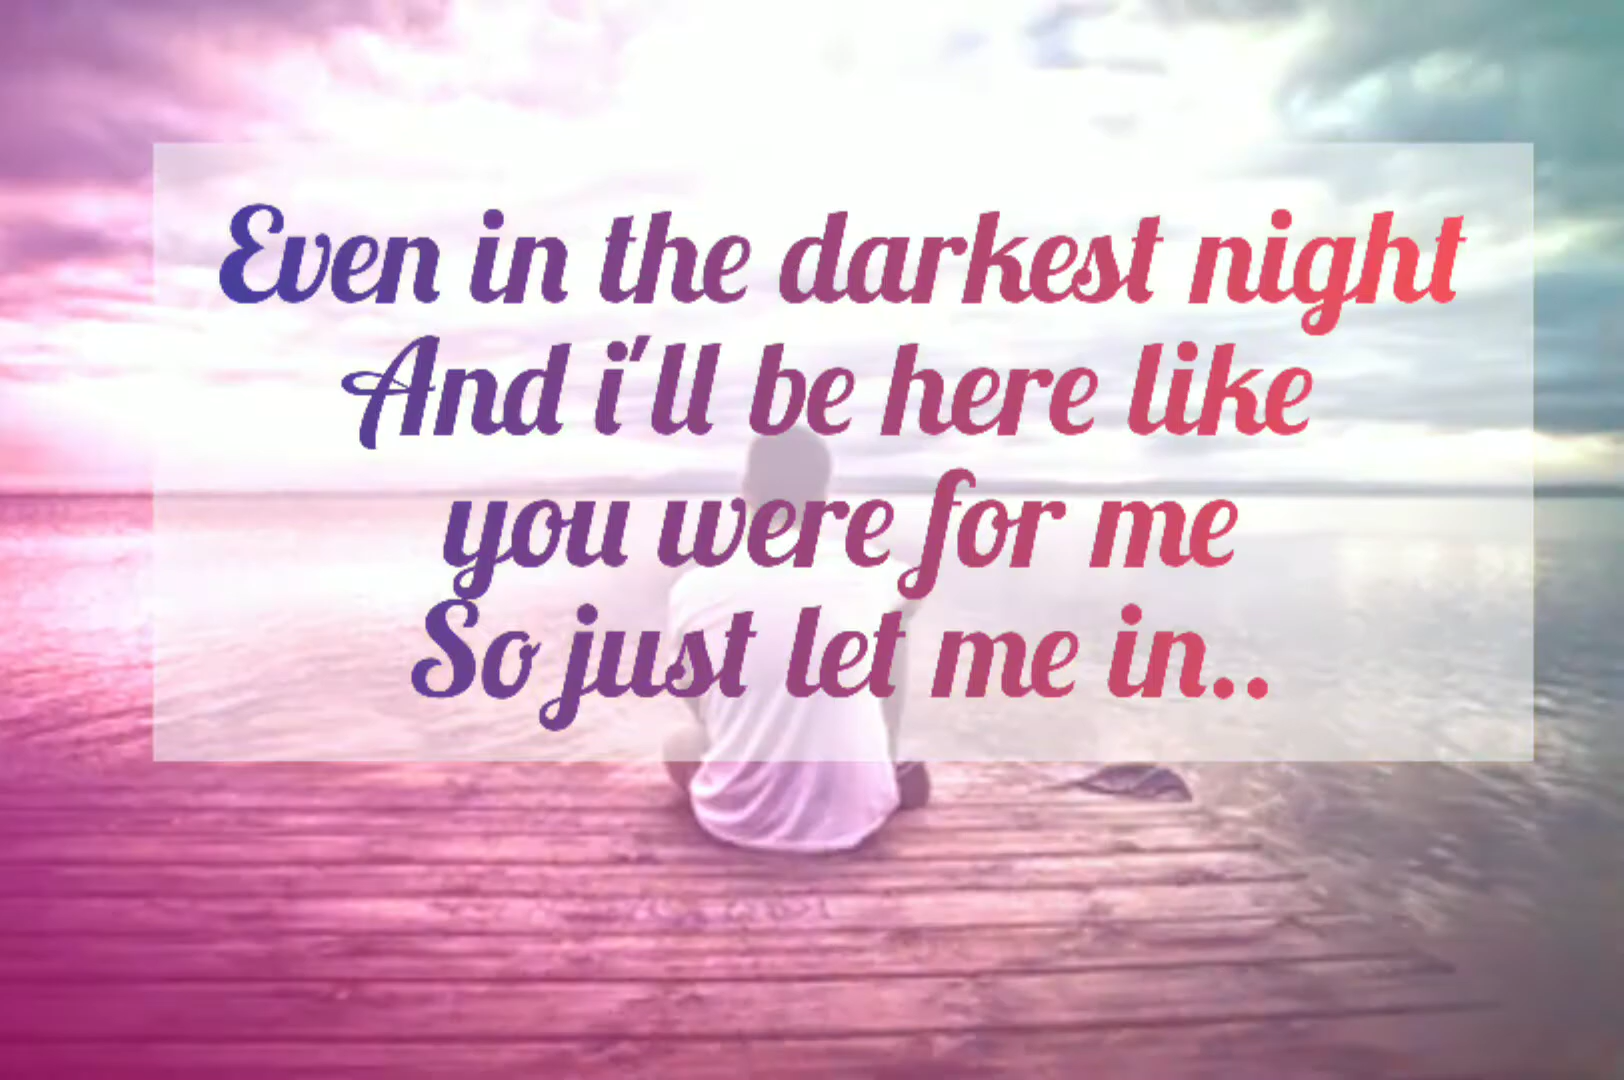 Even in the darkest night
And i'll be here like
you were for me
So just let me in..